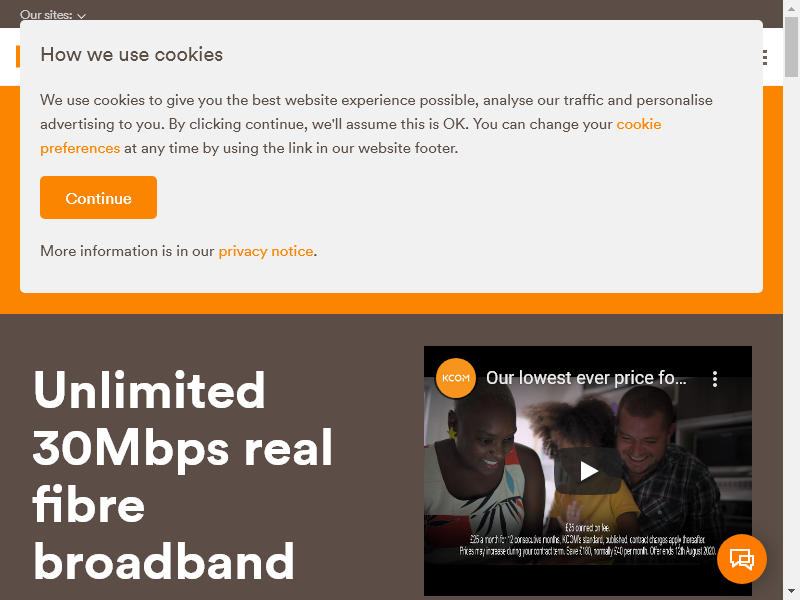 Our sites:
How we use cookies
We use cookies to give you the best website experience possible, analyse our traffic and personalise
advertising to you. By clicking continue, we'll assume this is OK. You can change your cookie
preferences at any time by using the link in our website footer.
Continue
More information is in our privacy notice.
Unlimited
30Mbps real
fibre
broadband
KCOM
Our lowest ever price fo...
£25 connection fee.
£25 a month for 12 consecutive months, KCOM's standard, published, contract charges apply thereafter.
Prices may increase during your contract term. Save £180, normally £40 per month. Offer ends 12th August 2020.